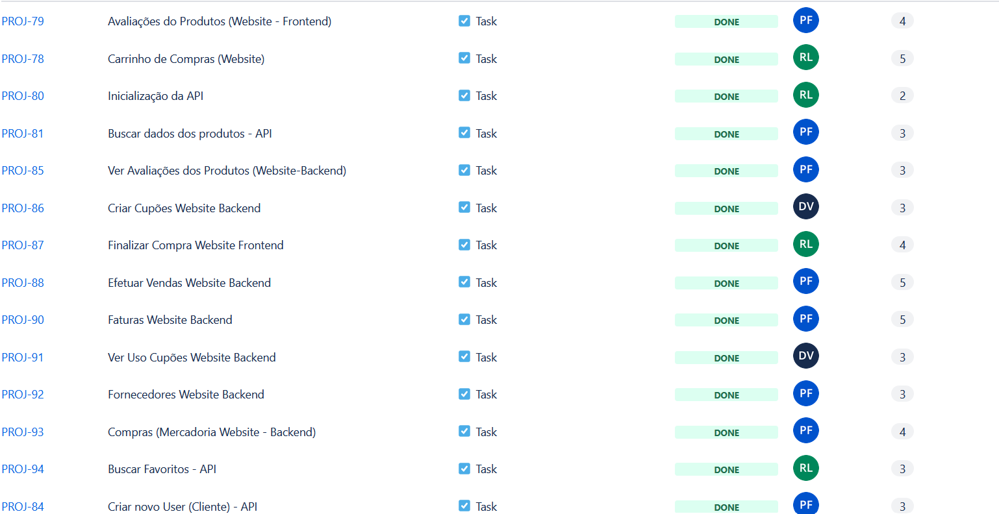 PROJ-79 Avaliações do Produtos (Website - Frontend) Task DONE PF 4
PROJ-78 Carrinho de Compras (Website) Task DONE RL 5
PROJ-80 Inicialização da API Task DONE RL 2
PROJ-81 Buscar dados dos produtos - API Task DONE PF 3
PROJ-85 Ver Avaliações dos Produtos (Website-Backend) Task DONE PF 3
PROJ-86 Criar Cupões Website Backend Task DONE DV 3
PROJ-87 Finalizar Compra Website Frontend Task DONE RL 4
PROJ-88 Efetuar Vendas Website Backend Task DONE PF 5
PROJ-90 Faturas Website Backend Task DONE PF 5
PROJ-91 Ver Uso Cupões Website Backend Task DONE DV 3
PROJ-92 Fornecedores Website Backend Task DONE PF 3
PROJ-93 Compras (Mercadoria Website - Backend) Task DONE PF 4
PROJ-94 Buscar Favoritos - API Task DONE RL 3
PROJ-84 Criar novo User (Cliente) - API Task DONE PF 3